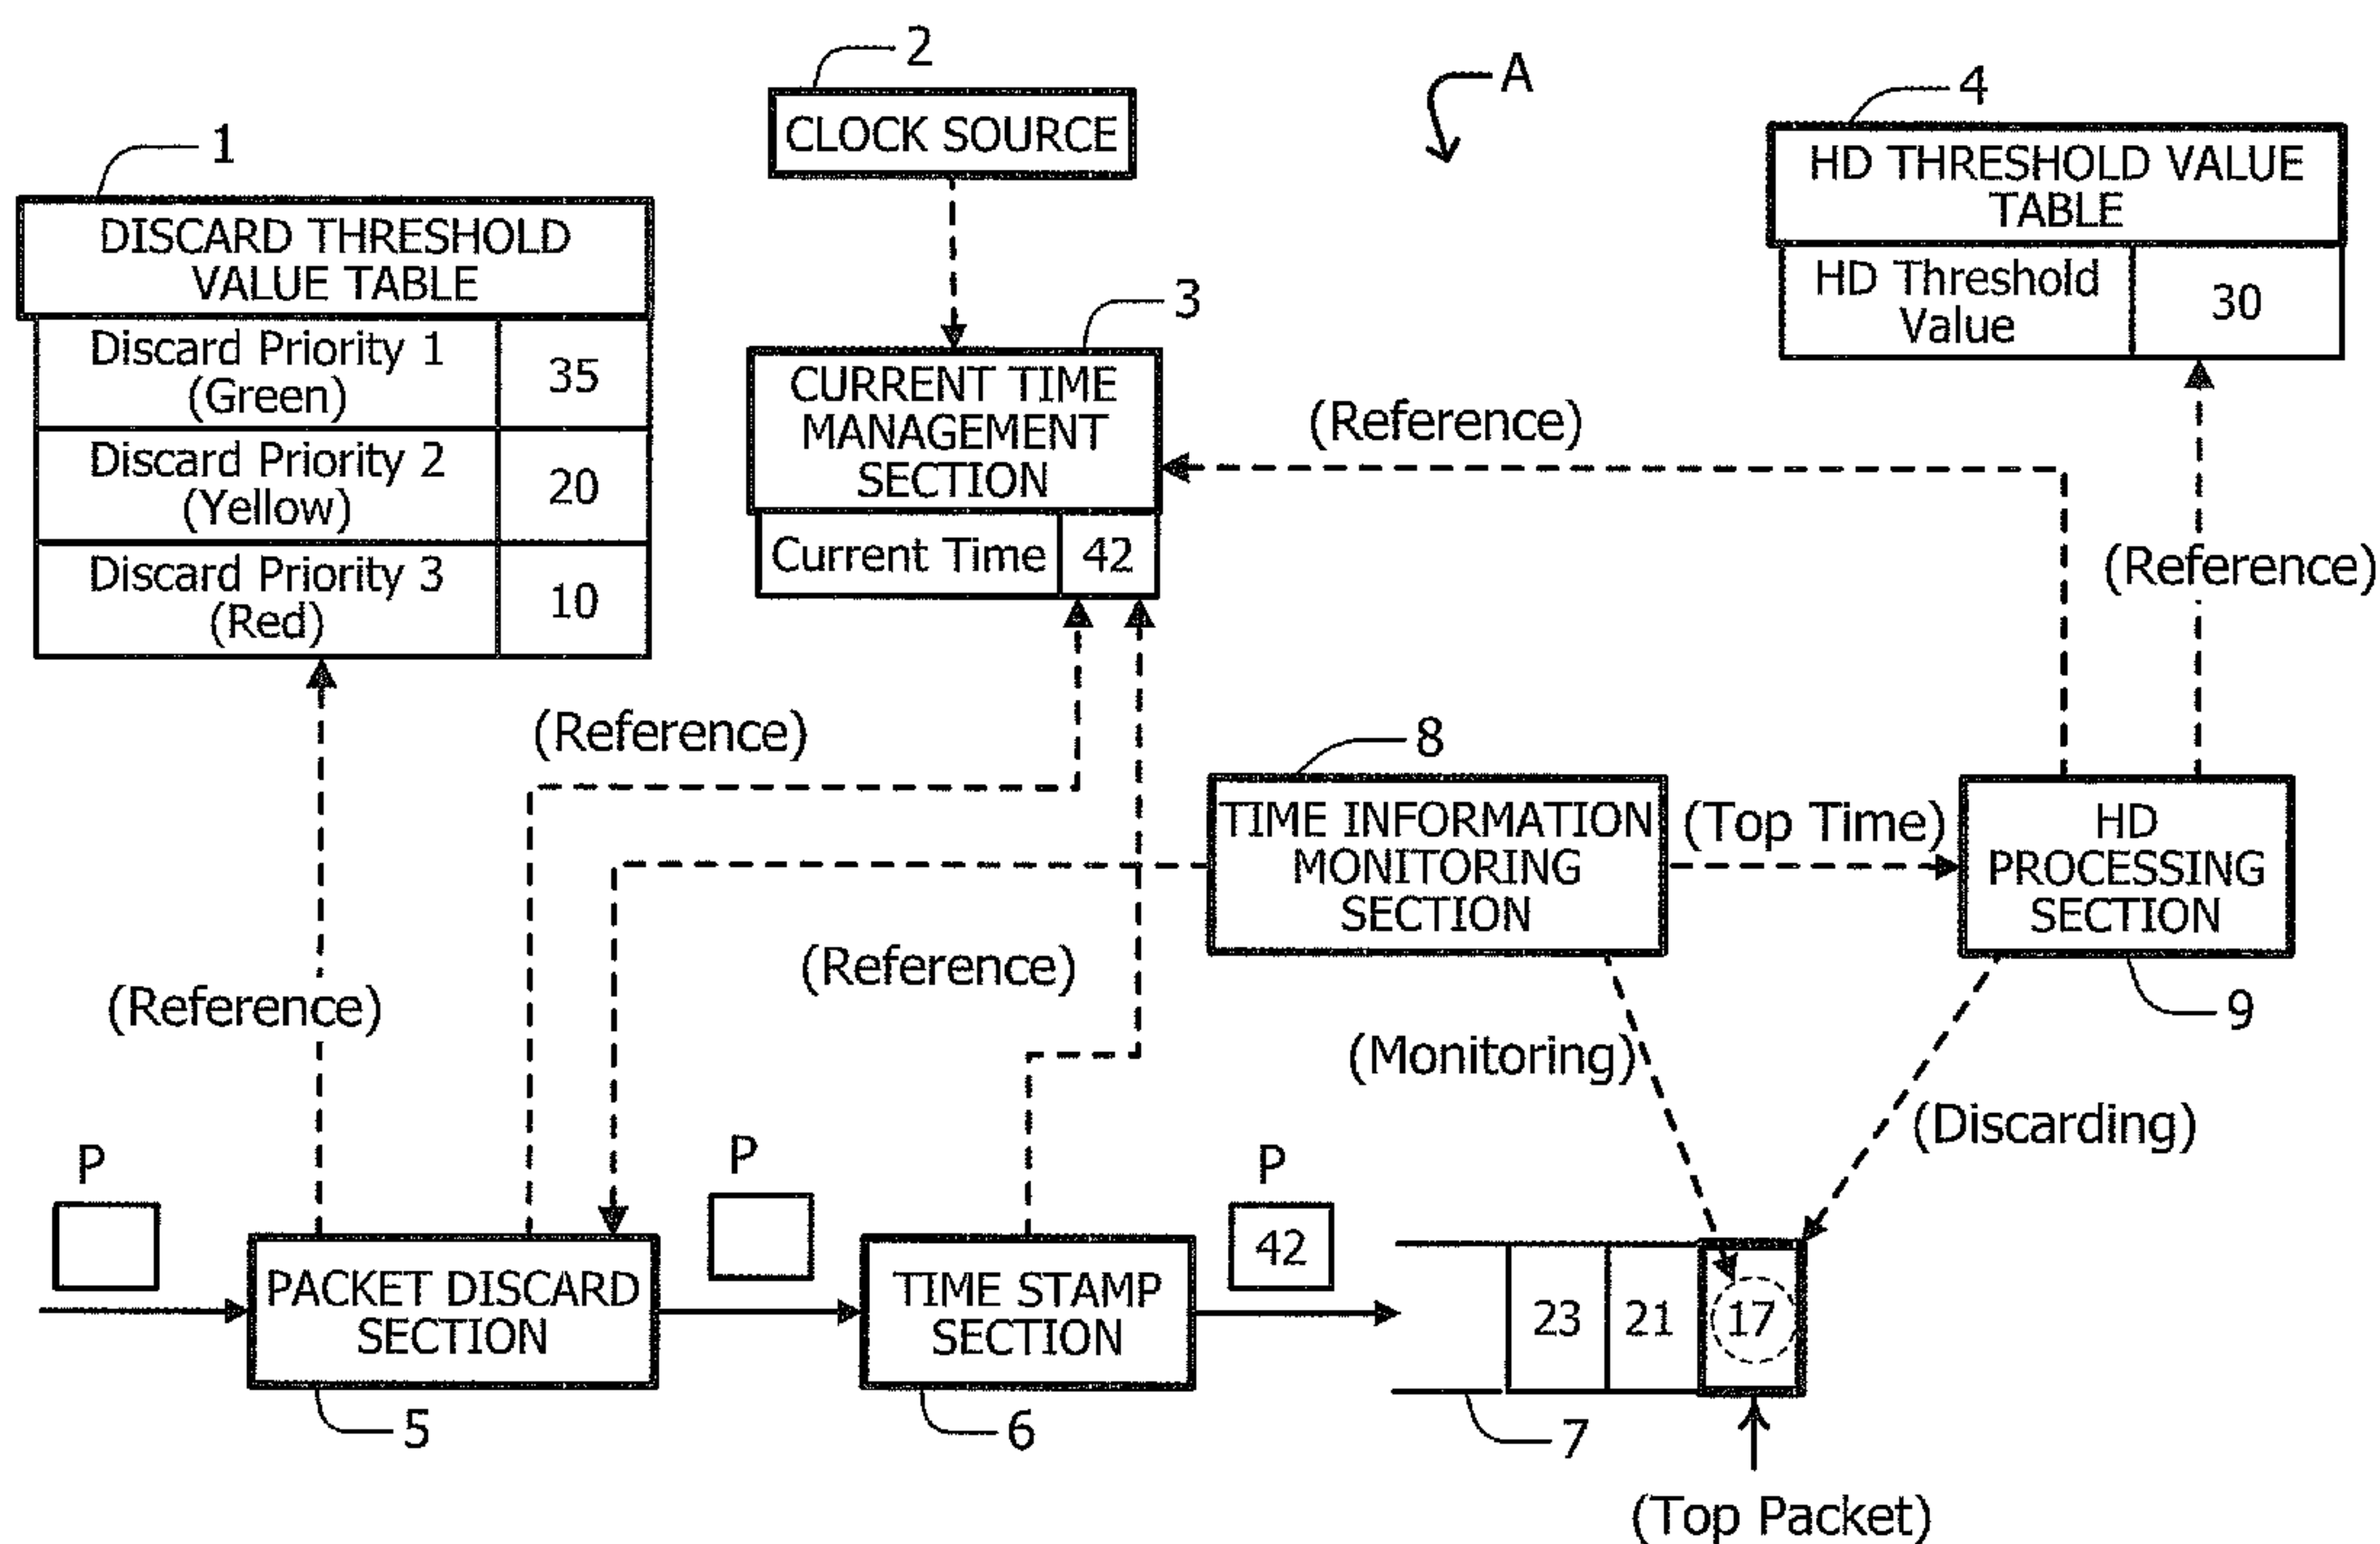 2
A
4
CLOCK SOURCE
1
HD THRESHOLD VALUE
TABLE
HD Threshold
Value
30
DISCARD THRESHOLD
VALUE TABLE
Discard Priority 1
(Green)
35
Discard Priority 2
(Yellow)
20
Discard Priority 3
(Red)
10
3
CURRENT TIME
MANAGEMENT
SECTION
Current Time
42
(Reference)
(Reference)
(Reference)
8
TIME INFORMATION
MONITORING
SECTION
(Top Time)
HD
PROCESSING
SECTION
9
(Reference)
(Reference)
(Monitoring)
(Discarding)
P
P
P
42
PACKET DISCARD
SECTION
5
TIME STAMP
SECTION
6
23
21
17
7
(Top Packet)